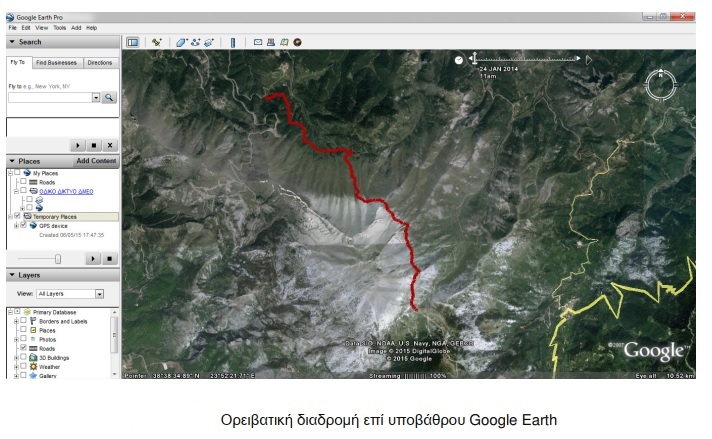 Google Earth Pro
File Edit View Tools Add Help
Search
Fly To Find Businesses Directions
Fly to e.g., New York, NY
Places Add Content
My Places
Roads
ΟΔΙΚΟ ΔΙΚΤΥΟ ΔΜΕΟ
Temporary Places
GPS device
Created 06/05/15 17:47:35
Layers
View: All Layers
Primary Database
Borders and Labels
Places
Photos
Roads
3D Buildings
Weather
Gallery
24 JAN 2014
11am
N
Data SIO, NOAA, U.S. Navy, NGA, GEBCO
Image © 2015 DigitalGlobe
© 2015 Google
©2007 Google™
Pointer 38°38'34.89" N 23°52'21.71" E Streaming 100% Eye alt 10.52 km
Ορειβατική διαδρομή επί υποβάθρου Google Earth